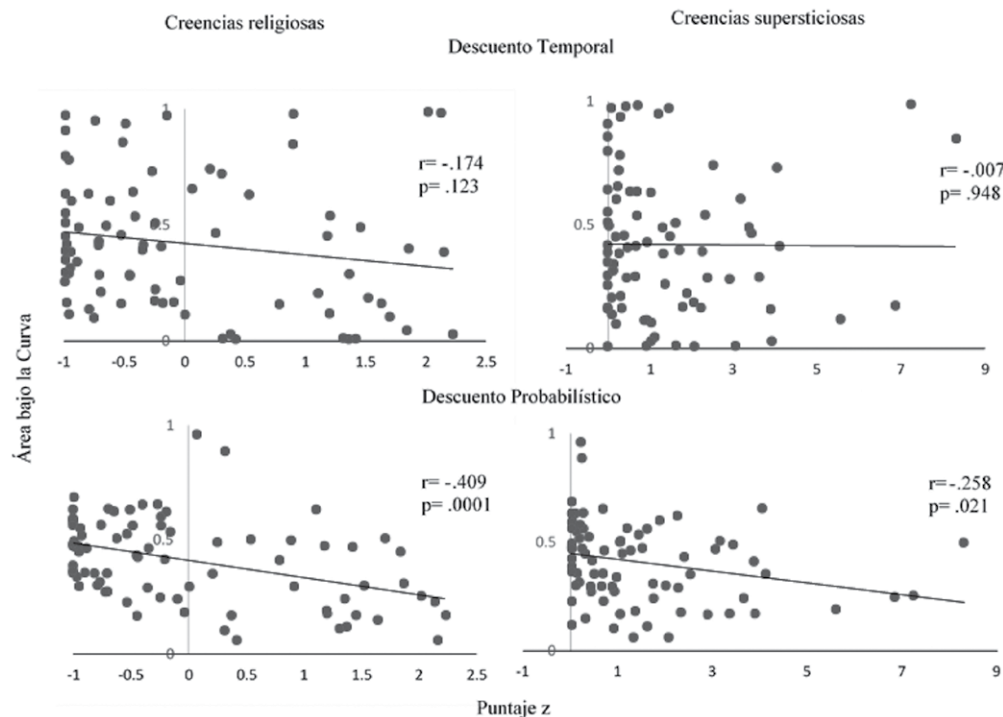 Creencias religiosas
Creencias supersticiosas
Descuento Temporal
1
r= -.174
p= .123
0.5
0
-1
-0.5
0
0.5
1
1.5
2
2.5
1
r= -.007
p= .948
0.5
0
-1
1
3
5
7
9
Área bajo la Curva
Descuento Probabilístico
1
r= -.409
p= .0001
0.5
0
-1
-0.5
0
0.5
1
1.5
2
2.5
1
r=-.258
p= .021
0.5
0
-1
1
3
5
7
9
Puntaje z